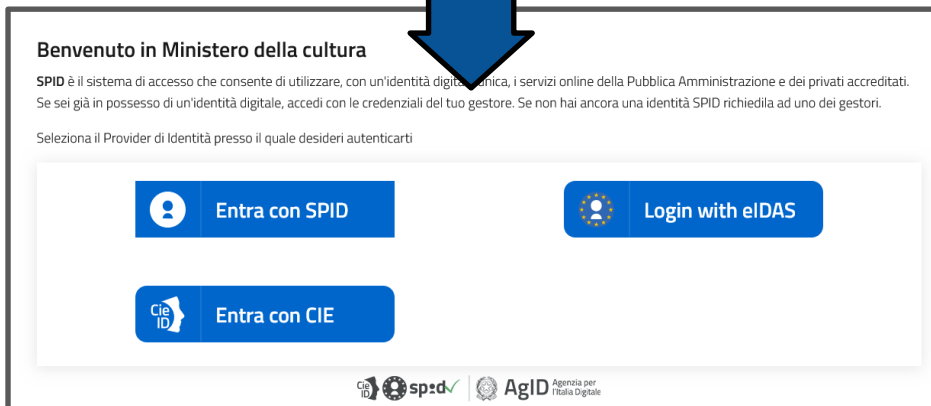 Benvenuto in Ministero della cultura
SPID è il sistema di accesso che consente di utilizzare, con un'identità digitale unica, i servizi online della Pubblica Amministrazione e dei privati accreditati.
Se sei già in possesso di un'identità digitale, accedi con le credenziali del tuo gestore. Se non hai ancora una identità SPID richiedila ad uno dei gestori.
Seleziona il Provider di Identità presso il quale desideri autenticarti
Entra con SPID
Login with eIDAS
Cie ID Entra con CIE
Cie ID spid AgID Agenzia per l'Italia Digitale